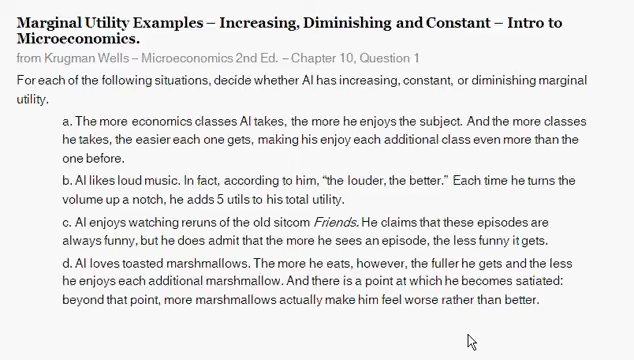 Marginal Utility Examples – Increasing, Diminishing and Constant – Intro to
Microeconomics.
from Krugman Wells – Microeconomics 2nd Ed. – Chapter 10, Question 1
For each of the following situations, decide whether Al has increasing, constant, or diminishing marginal
utility.
a. The more economics classes Al takes, the more he enjoys the subject. And the more classes
he takes, the easier each one gets, making his enjoy each additional class even more than the
one before.
b. Al likes loud music. In fact, according to him, “the louder, the better.” Each time he turns the
volume up a notch, he adds 5 utils to his total utility.
c. Al enjoys watching reruns of the old sitcom Friends. He claims that these episodes are
always funny, but he does admit that the more he sees an episode, the less funny it gets.
d. Al loves toasted marshmallows. The more he eats, however, the fuller he gets and the less
he enjoys each additional marshmallow. And there is a point at which he becomes satiated:
beyond that point, more marshmallows actually make him feel worse rather than better.